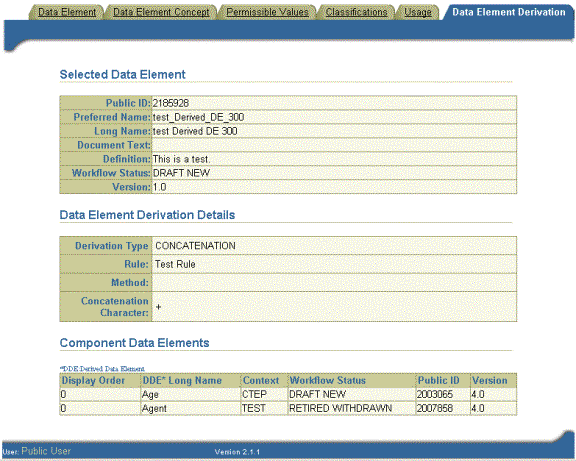 Data Element Data Element Concept Permissible Values Classifications Usage Data Element Derivation
Selected Data Element
Public ID: 2185928
Preferred Name: test_Derived_DE_300
Long Name: test Derived DE 300
Document Text:
Definition: This is a test.
Workflow Status: DRAFT NEW
Version: 1.0
Data Element Derivation Details
Derivation Type CONCATENATION
Rule: Test Rule
Method:
Concatenation
Character: +
Component Data Elements
*DDE:Derived Data Element
Display Order DDE* Long Name Context Workflow Status Public ID Version
0 Age CTEP DRAFT NEW 2003065 4.0
0 Agent TEST RETIRED WITHDRAWN 2007858 4.0
User: Public User Version 2.1.1